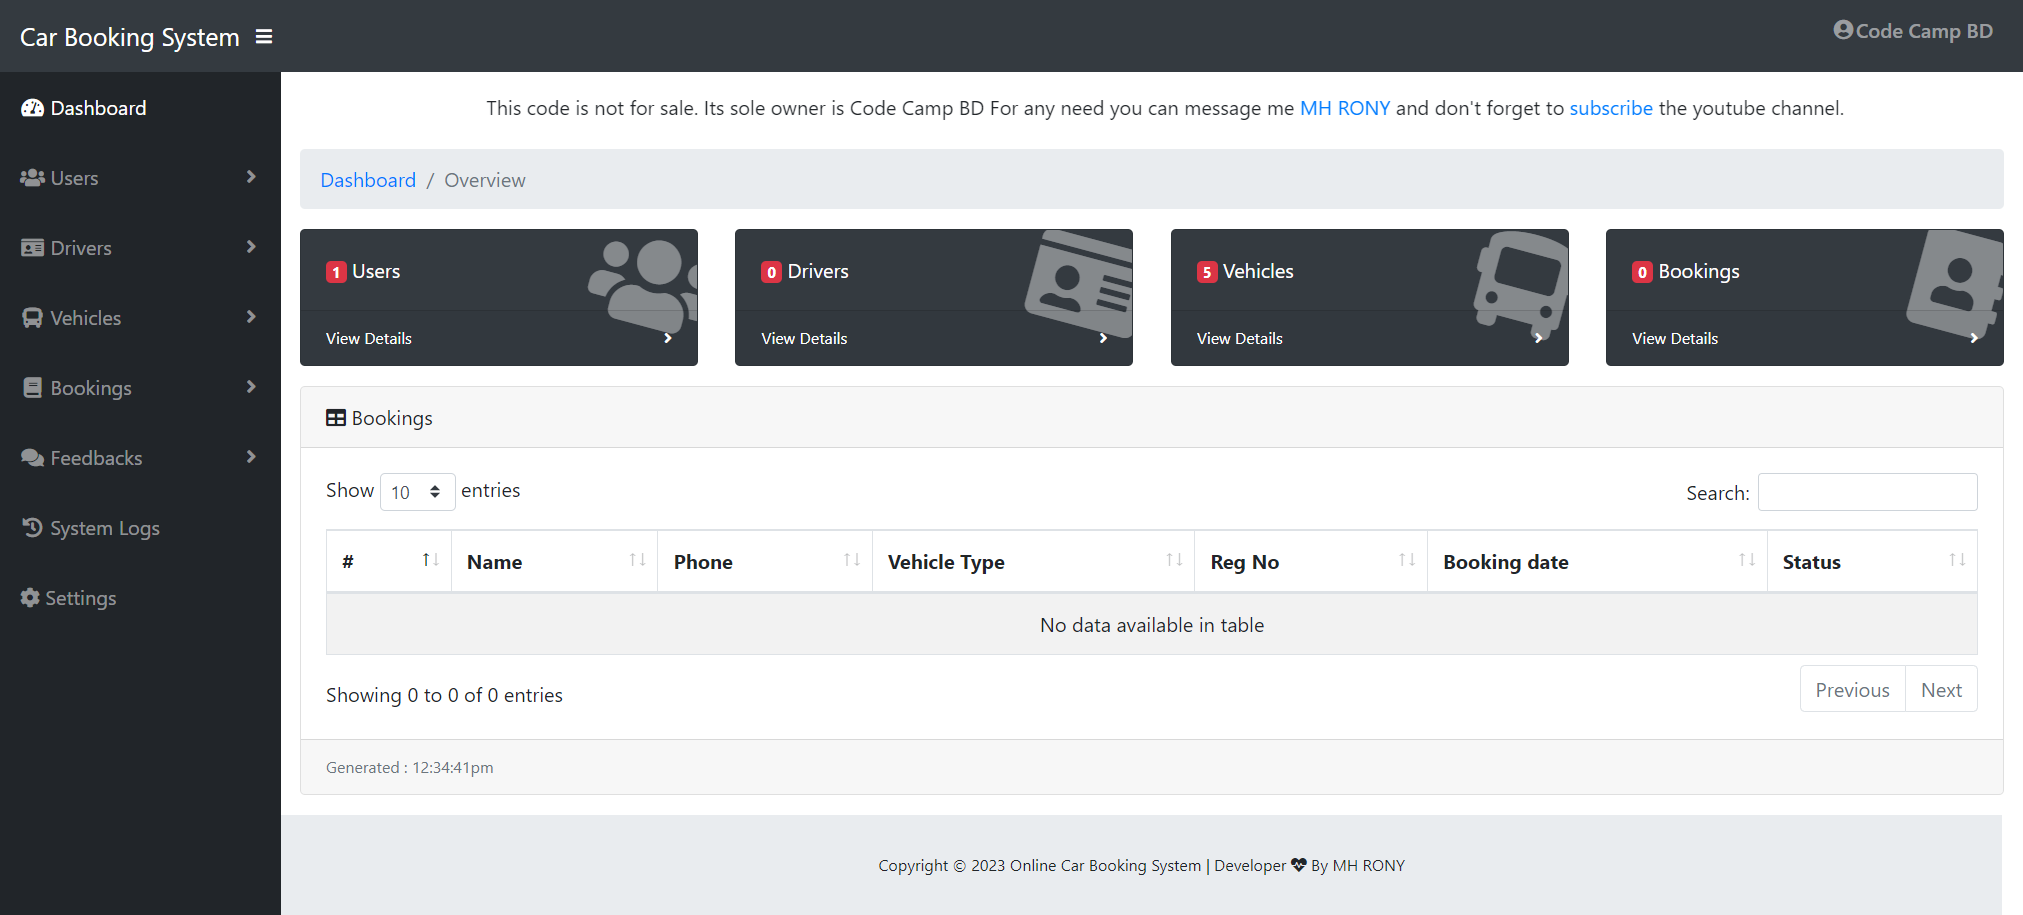 Car Booking System
Code Camp BD
Dashboard
Users
Drivers
Vehicles
Bookings
Feedbacks
System Logs
Settings
This code is not for sale. Its sole owner is Code Camp BD For any need you can message me MH RONY and don't forget to subscribe the youtube channel.
Dashboard / Overview
1 Users
View Details
0 Drivers
View Details
5 Vehicles
View Details
0 Bookings
View Details
Bookings
Show 10 entries
Search:
# Name Phone Vehicle Type Reg No Booking date Status
No data available in table
Showing 0 to 0 of 0 entries
Previous Next
Generated : 12:34:41pm
Copyright © 2023 Online Car Booking System | Developer By MH RONY